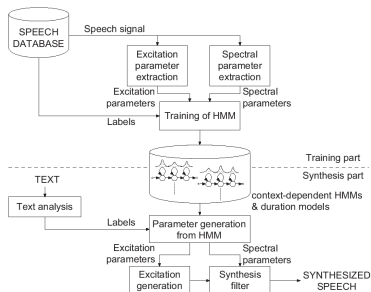 SPEECH
DATABASE
Speech signal
Excitation
parameter
extraction
Spectral
parameter
extraction
Excitation
parameters
Spectral
parameters
Labels
Training of HMM
Training part
Synthesis part
TEXT
context-dependent HMMs
& duration models
Text analysis
Labels
Parameter generation
from HMM
Excitation
parameters
Spectral
parameters
Excitation
generation
Synthesis
filter
SYNTHESIZED
SPEECH